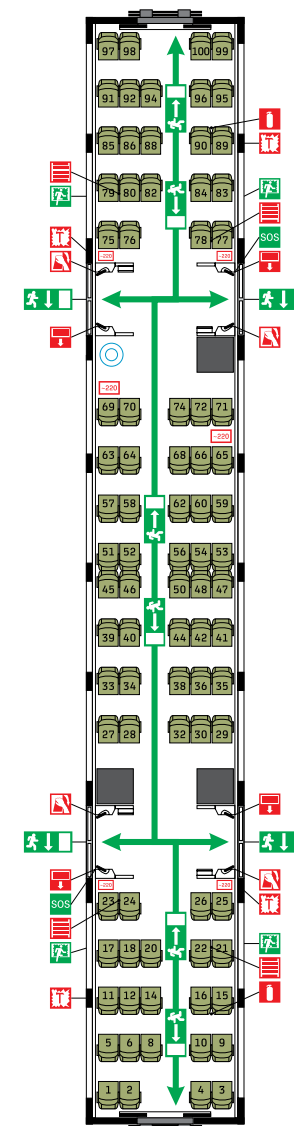 97 98 100 99
91 92 94 96 95
85 86 88 90 89
T
79 80 82 84 83
T 75 76 78 77 SOS
~220 ~220
~220
69 70 74 72 71
~220
63 64 68 66 65
57 58 62 60 59
51 52 56 54 53
45 46 50 48 47
39 40 44 42 41
33 34 38 36 35
27 28 32 30 29
~220 ~220
SOS 23 24 26 25 T
17 18 20 22 21
T 11 12 14 16 15
5 6 8 10 9
1 2 4 3